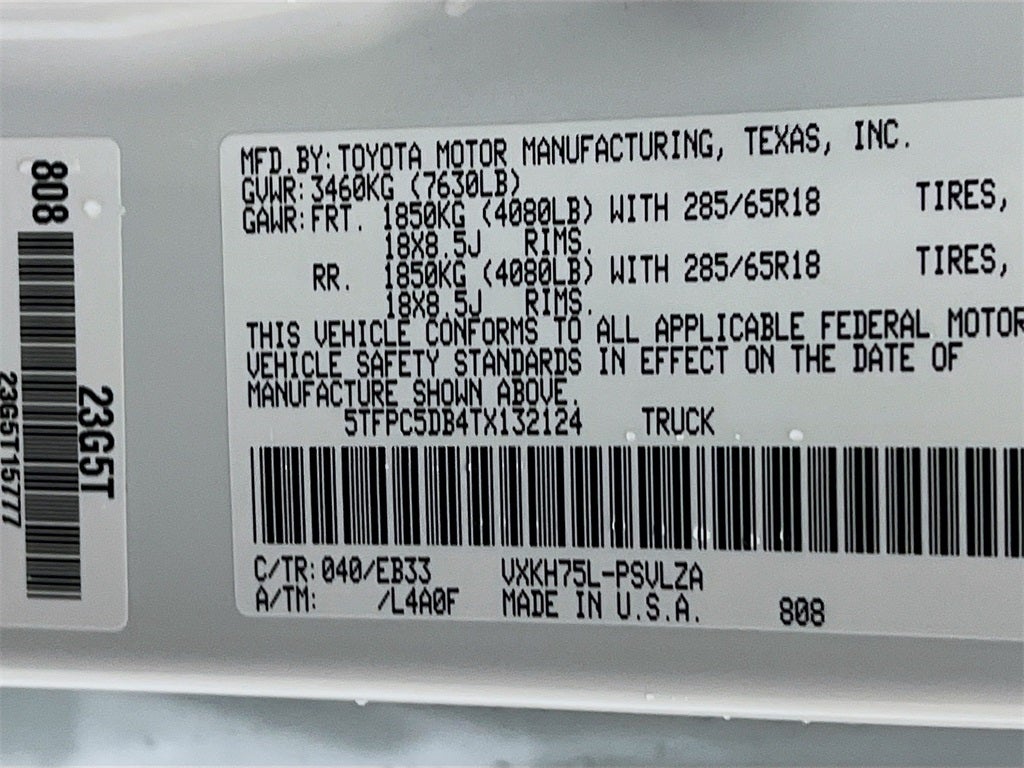 808
23G5T
23G5T15777
MFD.BY:TOYOTA MOTOR MANUFACTURING, TEXAS, INC.
GVWR:3460KG (7630LB)
GAWR:FRT. 1850KG (4080LB) WITH 285/65R18 TIRES,
18X8.5J RIMS.
RR. 1850KG (4080LB) WITH 285/65R18 TIRES,
18X8.5J RIMS.
THIS VEHICLE CONFORMS TO ALL APPLICABLE FEDERAL MOTOR
VEHICLE SAFETY STANDARDS IN EFFECT ON THE DATE OF
MANUFACTURE SHOWN ABOVE.
5TFPC5DB4TX132124 TRUCK
C/TR:040/EB33 VXKH75L-PSVLZA
A/TM: /L4A0F MADE IN U.S.A. 808